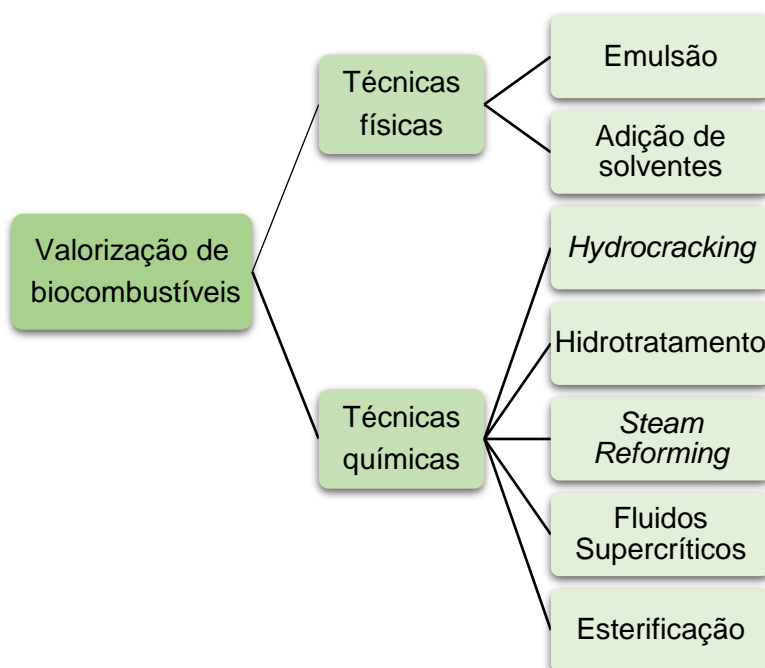 Valorização de
biocombustíveis
Técnicas
físicas
Emulsão
Adição de
solventes
Técnicas
químicas
Hydrocracking
Hidrotratamento
Steam
Reforming
Fluidos
Supercríticos
Esterificação